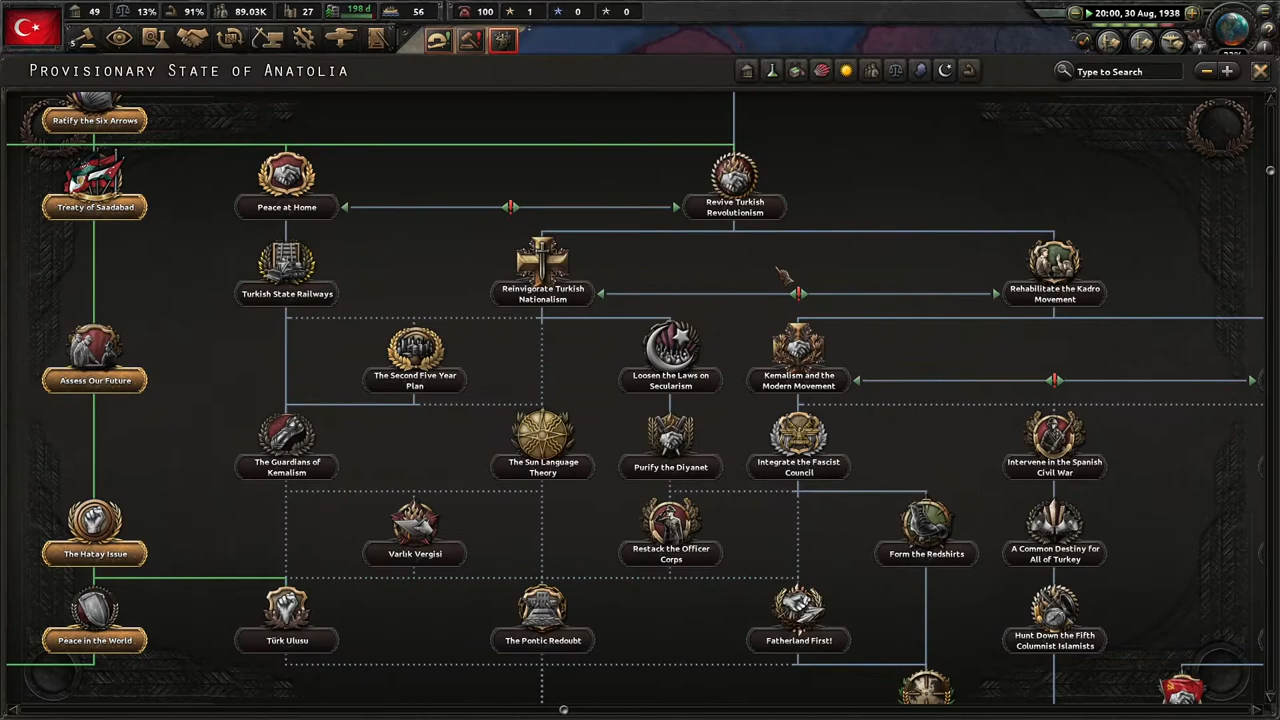 49
13%
91%
89.03K
27
198 d
56
100
1
0
0
20:00, 30 Aug, 1938
5
Provisionary State of Anatolia
Type to Search
Ratify the Six Arrows
Treaty of Saadabad
Peace at Home
Revive Turkish
Revolutionism
Turkish State Railways
Reinvigorate Turkish
Nationalism
Rehabilitate the Kadro
Movement
Assess Our Future
The Second Five Year
Plan
Loosen the Laws on
Secularism
Kemalism and the
Modern Movement
The Guardians of
Kemalism
The Sun Language
Theory
Purify the Diyanet
Integrate the Fascist
Council
Intervene in the Spanish
Civil War
The Hatay Issue
Varlık Vergisi
Restack the Officer
Corps
Form the Redshirts
A Common Destiny for
All of Turkey
Peace in the World
Türk Ulusu
The Pontic Redoubt
Fatherland First!
Hunt Down the Fifth
Columnist Islamists